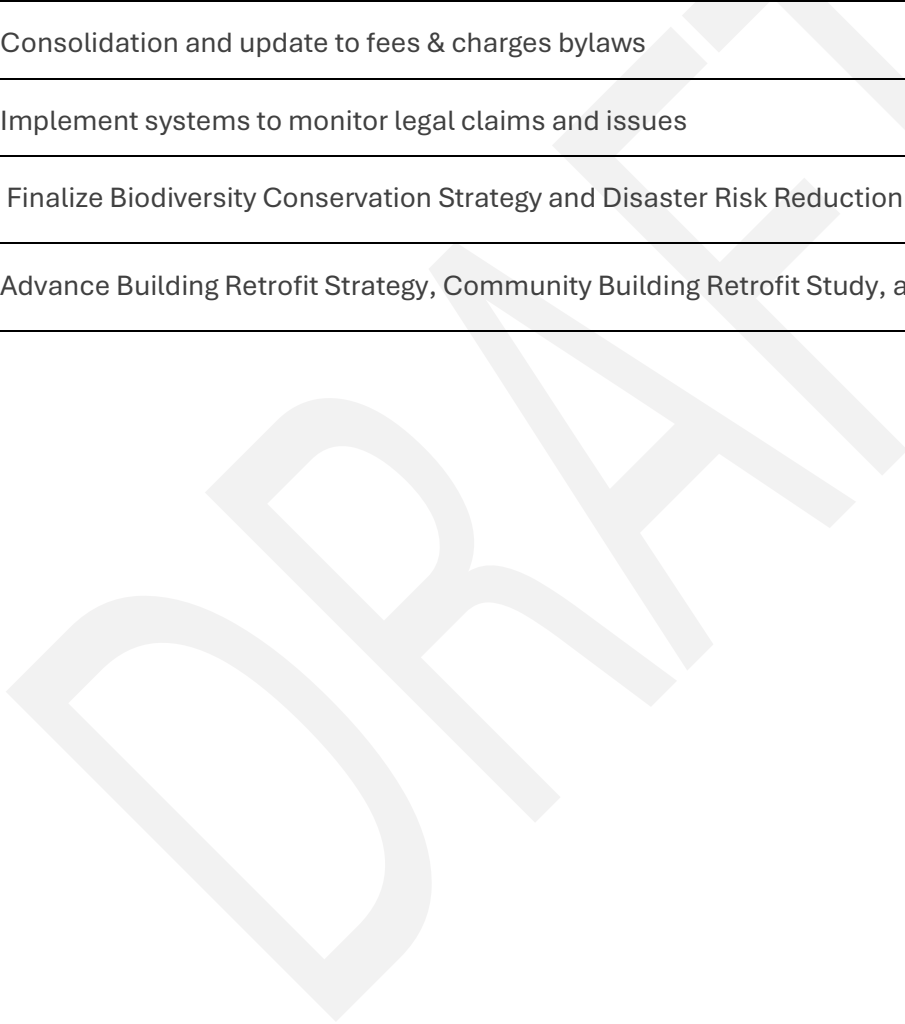 Consolidation and update to fees & charges bylaws
Implement systems to monitor legal claims and issues
Finalize Biodiversity Conservation Strategy and Disaster Risk Reduction
Advance Building Retrofit Strategy, Community Building Retrofit Study, a
DRAFT